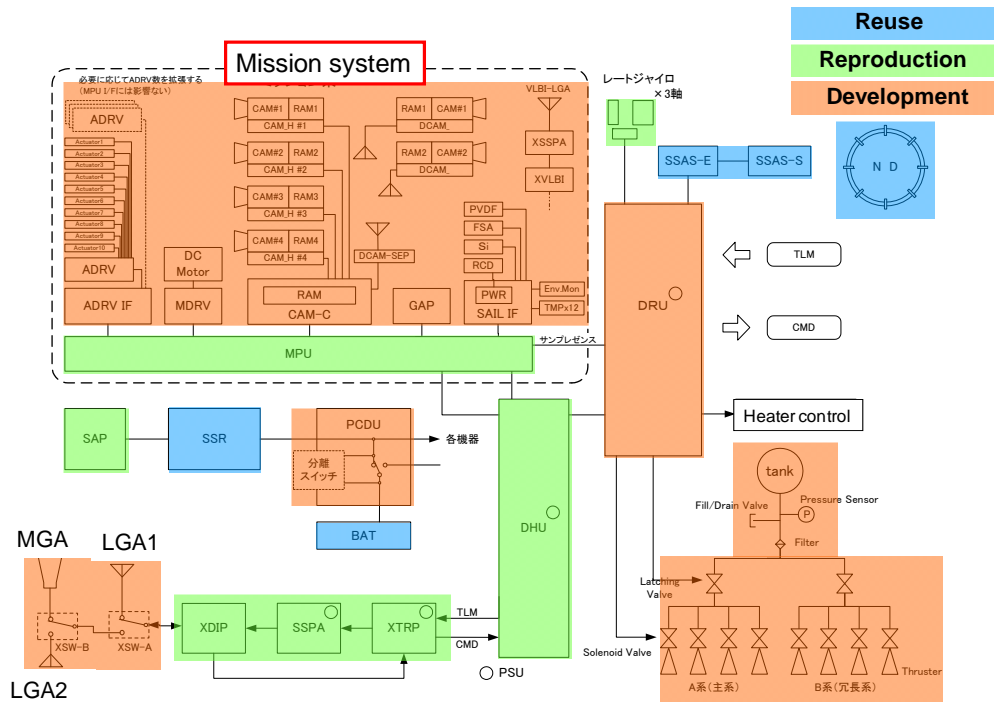 Reuse
Reproduction
Development
Mission system
必要に応じてADRV数を拡張する
(MPU I/Fには影響ない)
ADRV
Actuator1
Actuator2
Actuator3
Actuator4
Actuator5
Actuator6
Actuator7
Actuator8
Actuator9
Actuator10
ADRV
ADRV IF
DC
Motor
MDRV
CAM#1 RAM1
CAM_H #1
CAM#2 RAM2
CAM_H #2
CAM#3 RAM3
CAM_H #3
CAM#4 RAM4
CAM_H #4
RAM
CAM-C
RAM1 CAM#1
DCAM_
RAM2 CAM#2
DCAM_
DCAM-SEP
GAP
VLBI-LGA
XSSPA
XVLBI
PVDF
FSA
Si
RCD
PWR
SAIL IF
Env.Mon
TMPx12
MPU
サンプレゼンス
レートジャイロ
×3軸
SSAS-E
SSAS-S
N D
DRU
TLM
CMD
Heater control
SAP
SSR
PCDU
分離
スイッチ
各機器
BAT
DHU
tank
Pressure Sensor
P
Fill/Drain Valve
Filter
Latching
Valve
Solenoid Valve
Thruster
A系(主系)
B系(冗長系)
MGA
LGA1
XSW-B
XSW-A
LGA2
XDIP
SSPA
XTRP
TLM
CMD
PSU